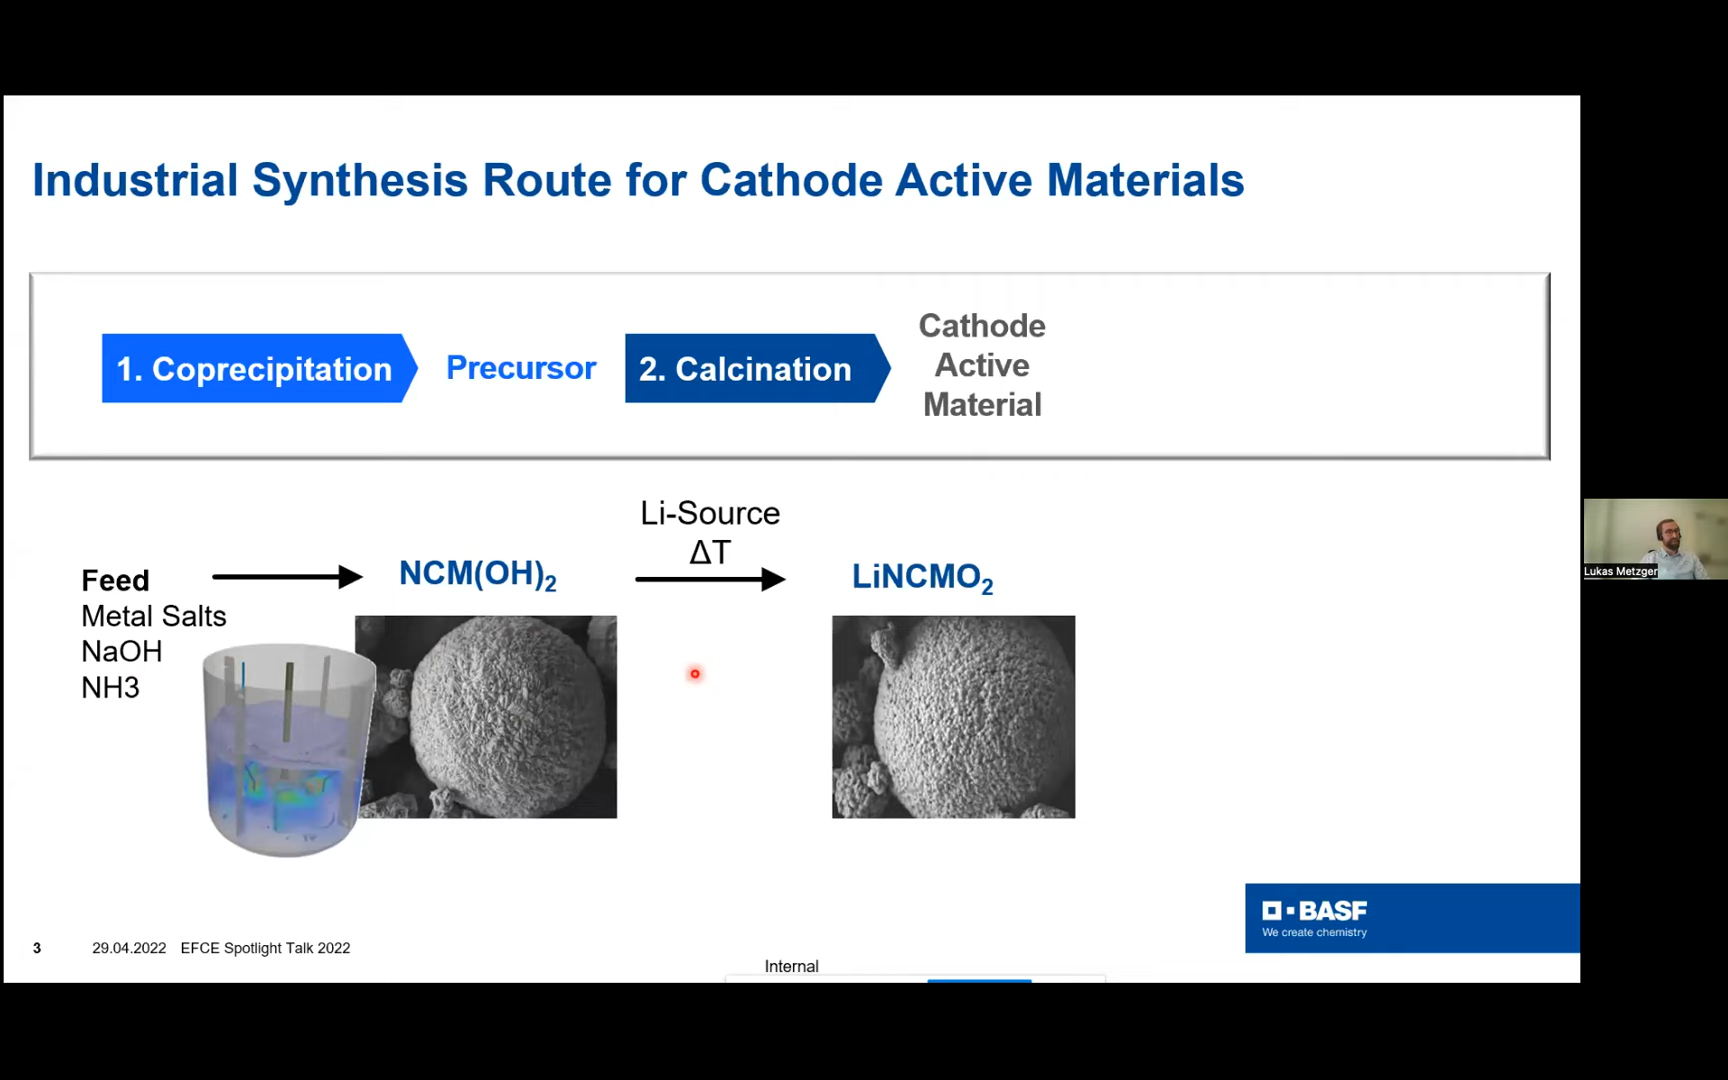 Industrial Synthesis Route for Cathode Active Materials
1. Coprecipitation
Precursor
2. Calcination
Cathode
Active
Material
Feed
Metal Salts
NaOH
NH3
NCM(OH)₂
Li-Source
ΔT
LiNCMO₂
Lukas Metzger
BASF
We create chemistry
3
29.04.2022
EFCE Spotlight Talk 2022
Internal